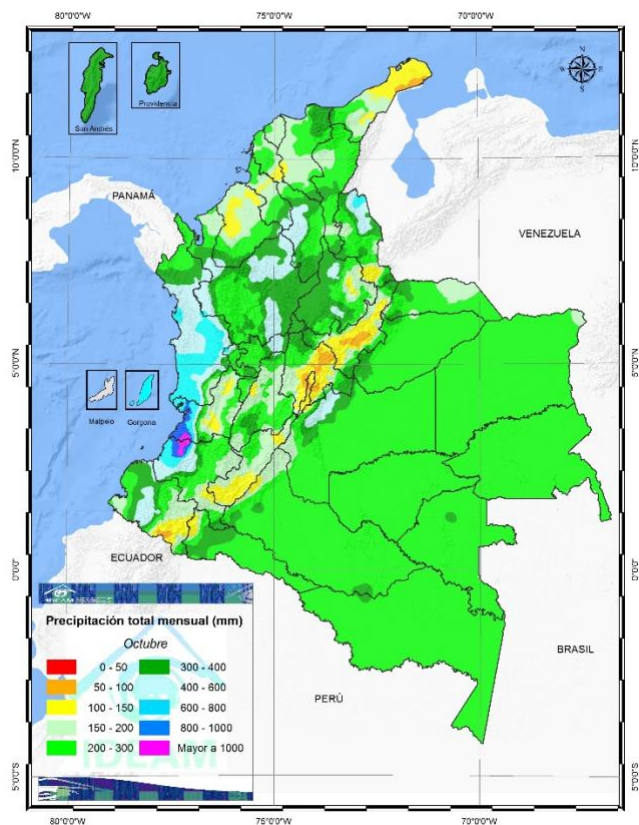 80°0'0"W 75°0'0"W 70°0'0"W
N
W E
S
San Andrés
Providencia
10°0'0"N 10°0'0"N
PANAMÁ
VENEZUELA
5°0'0"N 5°0'0"N
Malpelo
Gorgona
ECUADOR
0°0'0" 0°0'0"
IDEAM
Precipitación total mensual (mm)
Octubre
0 - 50 300 - 400
50 - 100 400 - 600
100 - 150 600 - 800
150 - 200 800 - 1000
200 - 300 Mayor a 1000
IDEAM
BRASIL
PERÚ
5°0'0"S 5°0'0"S
80°0'0"W 75°0'0"W 70°0'0"W